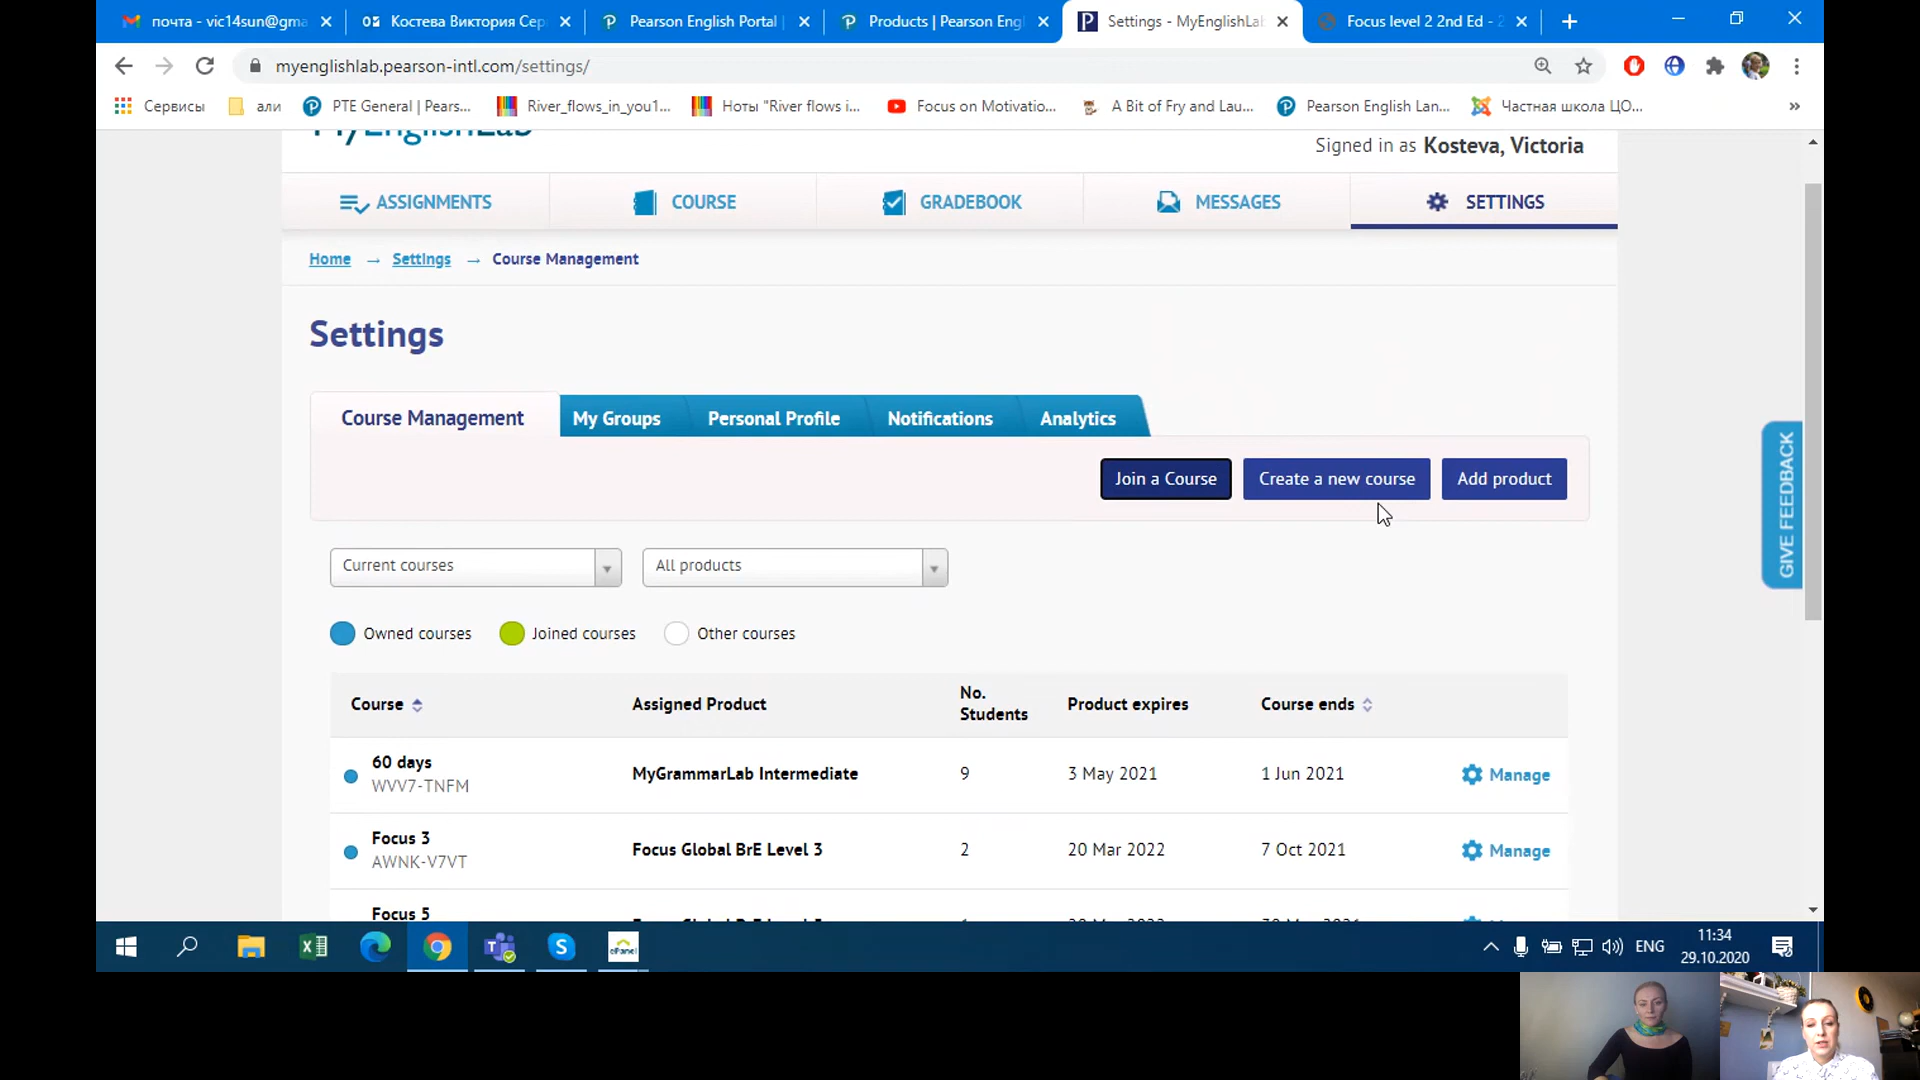 почта - vic14sun@gma
Костева Виктория Сер
Pearson English Portal
Products | Pearson Eng
Settings - MyEnglishLab
Focus level 2 2nd Ed - 2
myenglishlab.pearson-intl.com/settings/
Сервисы
али
PTE General | Pears...
River_flows_in_you1...
Ноты "River flows i...
Focus on Motivatio...
A Bit of Fry and Lau...
Pearson English Lan...
Частная школа ЦО...
MyEnglishLab
Signed in as Kosteva, Victoria
ASSIGNMENTS
COURSE
GRADEBOOK
MESSAGES
SETTINGS
Home → Settings → Course Management
Settings
Course Management
My Groups
Personal Profile
Notifications
Analytics
Join a Course
Create a new course
Add product
GIVE FEEDBACK
Current courses
All products
Owned courses
Joined courses
Other courses
Course
Assigned Product
No. Students
Product expires
Course ends
60 days
WVV7-TNFM
MyGrammarLab Intermediate
9
3 May 2021
1 Jun 2021
Manage
Focus 3
AWNK-V7VT
Focus Global BrE Level 3
2
20 Mar 2022
7 Oct 2021
Manage
Focus 5
ePanel
ENG
11:34
29.10.2020